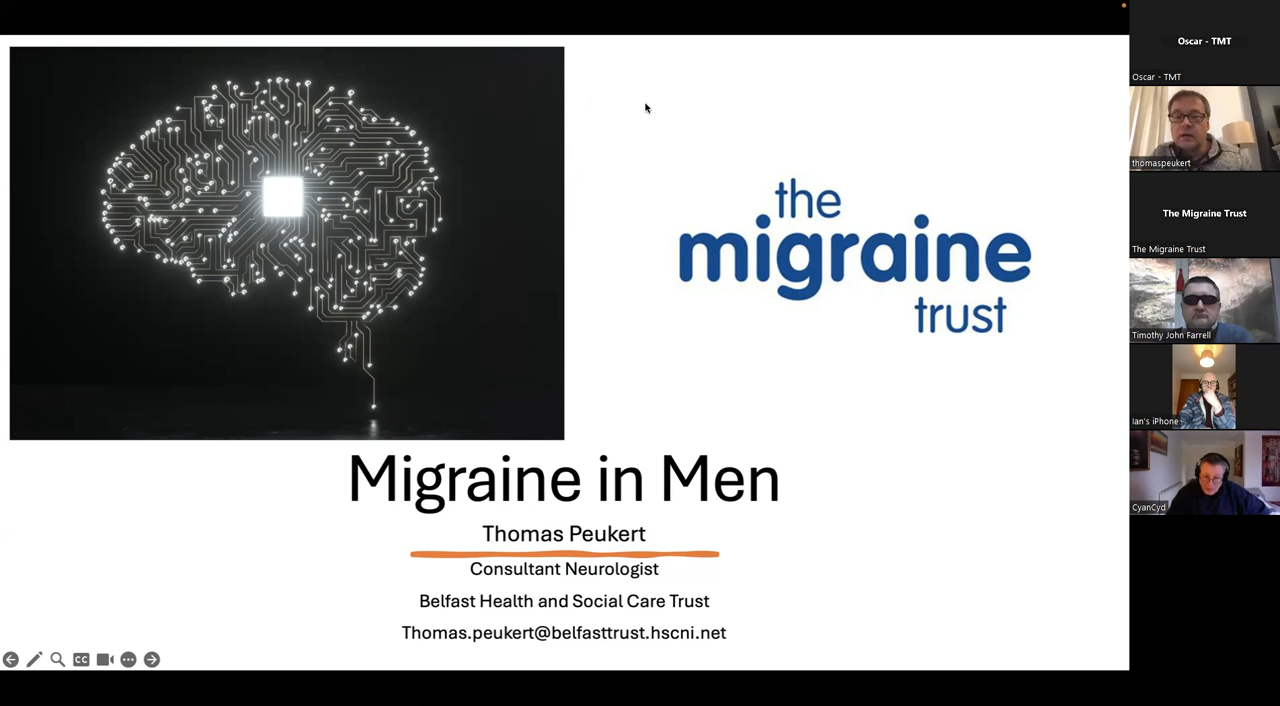 the
migraine
trust
Migraine in Men
Thomas Peukert
Consultant Neurologist
Belfast Health and Social Care Trust
Thomas.peukert@belfasttrust.hscni.net
CC
Oscar - TMT
Oscar - TMT
thomaspeukert
The Migraine Trust
The Migraine Trust
Timothy John Farrell
Ian's iPhone
CyanCyd